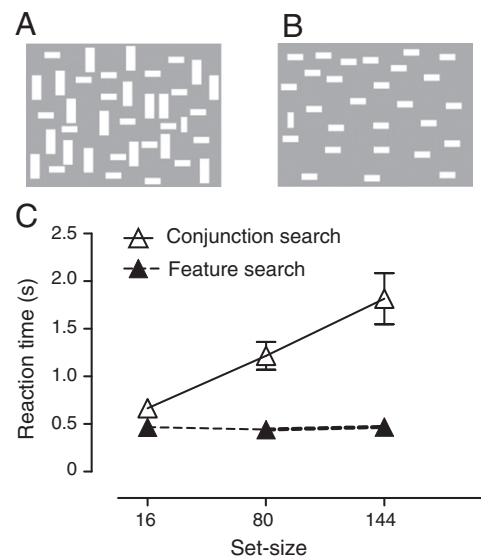 A
B
C
Conjunction search
Feature search
Reaction time (s)
2.5
2.0
1.5
1.0
0.5
0
16 80 144
Set-size